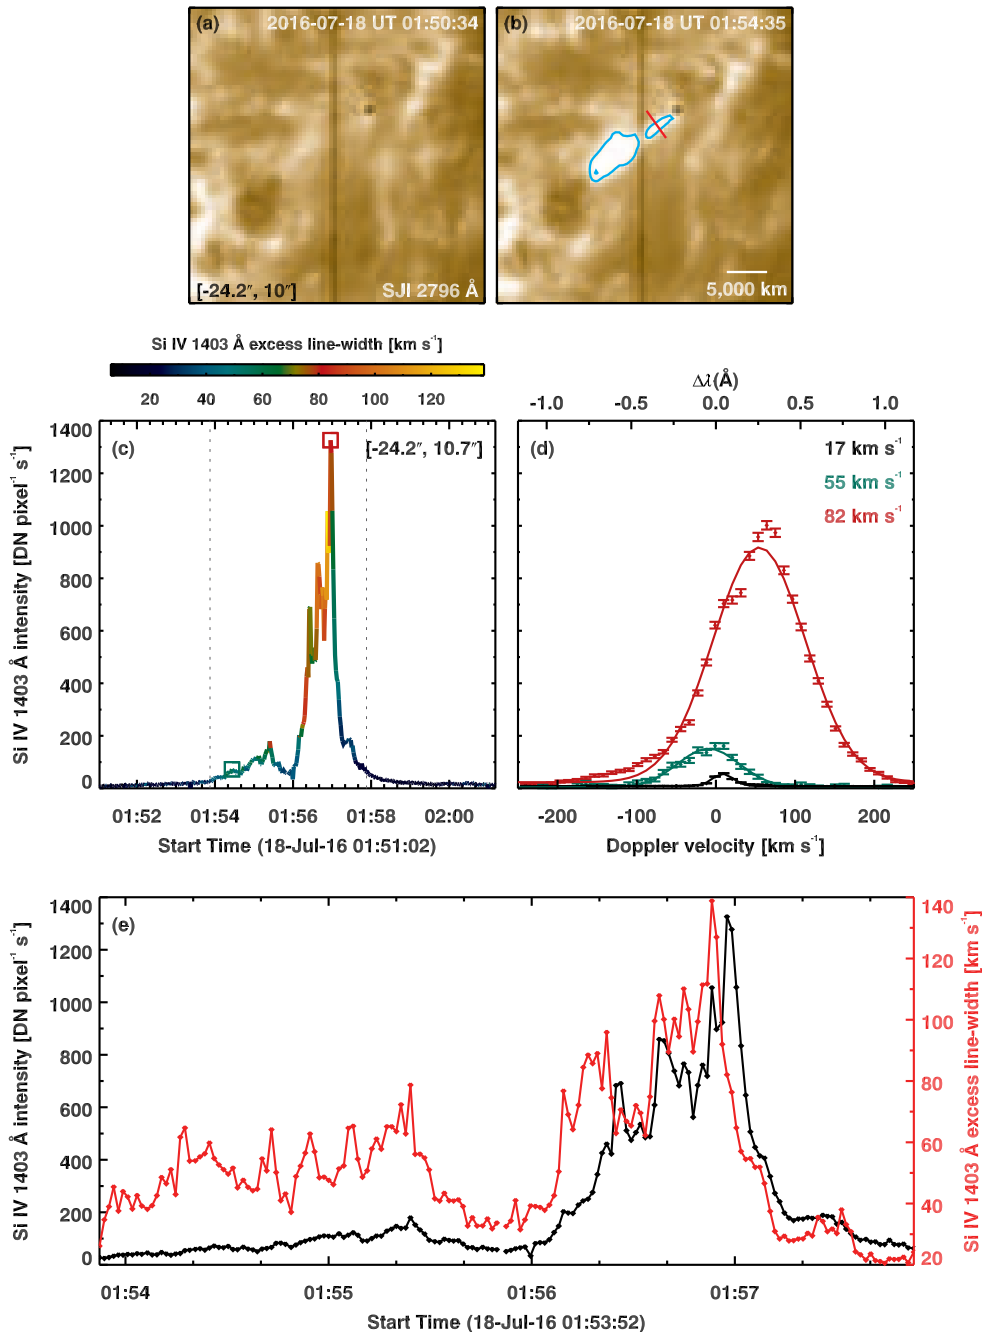 (a) 2016-07-18 UT 01:50:34
[-24.2″, 10″] SJI 2796 Å
(b) 2016-07-18 UT 01:54:35
5,000 km
Si IV 1403 Å excess line-width [km s⁻¹]
20 40 60 80 100 120
(c) [-24.2″, 10.7″]
Si IV 1403 Å intensity [DN pixel⁻¹ s⁻¹]
1400
1200
1000
800
600
400
200
0
01:52 01:54 01:56 01:58 02:00
Start Time (18-Jul-16 01:51:02)
Δλ(Å)
-1.0 -0.5 0.0 0.5 1.0
(d) 17 km s⁻¹
55 km s⁻¹
82 km s⁻¹
-200 -100 0 100 200
Doppler velocity [km s⁻¹]
(e)
Si IV 1403 Å intensity [DN pixel⁻¹ s⁻¹]
1400
1200
1000
800
600
400
200
0
140
120
100
80
60
40
20
Si IV 1403 Å excess line-width [km s⁻¹]
01:54 01:55 01:56 01:57
Start Time (18-Jul-16 01:53:52)